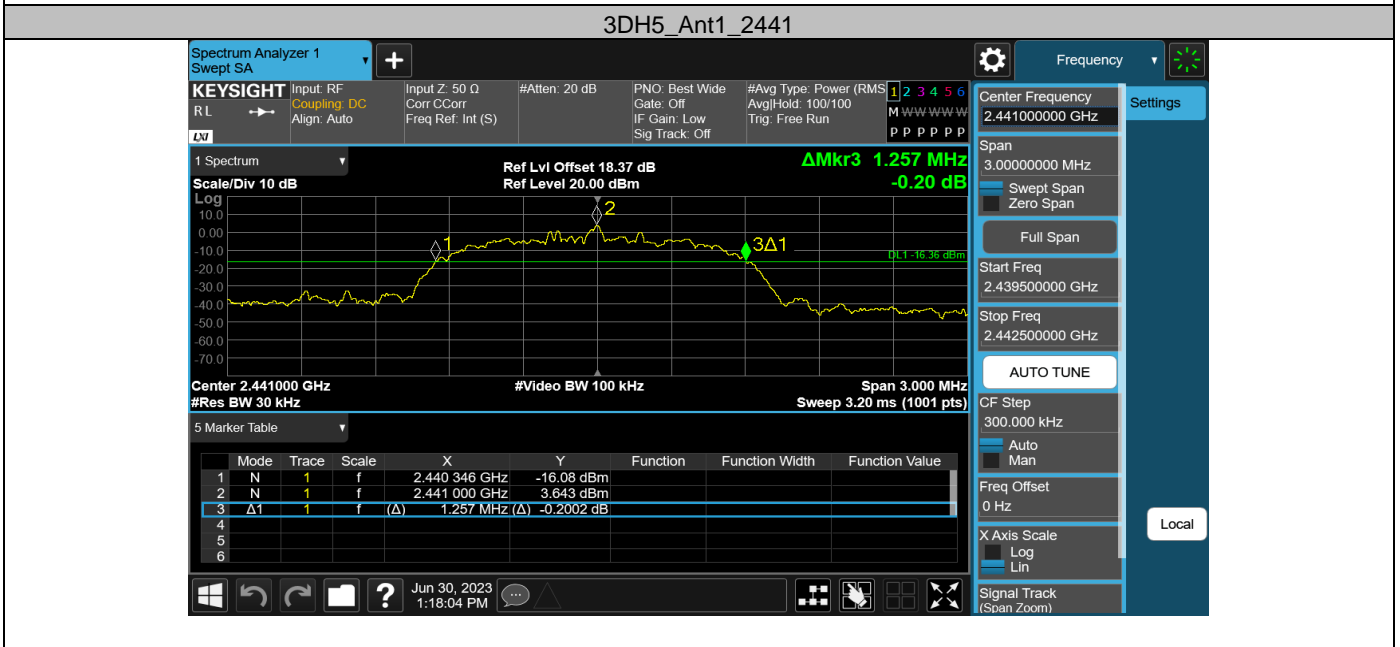 3DH5_Ant1_2441
Spectrum Analyzer 1
Swept SA
Frequency
KEYSIGHT
RL
LXI
Input: RF
Coupling: DC
Align: Auto
Input Z: 50 Ω
Corr CCorr
Freq Ref: Int (S)
#Atten: 20 dB
PNO: Best Wide
Gate: Off
IF Gain: Low
Sig Track: Off
#Avg Type: Power (RMS
Avg|Hold: 100/100
Trig: Free Run
1 2 3 4 5 6
M W W W W W
P P P P P P
1 Spectrum
Scale/Div 10 dB
Ref Lvl Offset 18.37 dB
Ref Level 20.00 dBm
ΔMkr3 1.257 MHz
-0.20 dB
Log
10.0
0.00
-10.0
-20.0
-30.0
-40.0
-50.0
-60.0
-70.0
1
2
3Δ1
DL1 -16.36 dBm
Center 2.441000 GHz
#Video BW 100 kHz
Span 3.000 MHz
#Res BW 30 kHz
Sweep 3.20 ms (1001 pts)
5 Marker Table
Mode Trace Scale X Y Function Function Width Function Value
1 N 1 f 2.440 346 GHz -16.08 dBm
2 N 1 f 2.441 000 GHz 3.643 dBm
3 Δ1 1 f (Δ) 1.257 MHz (Δ) -0.2002 dB
4
5
6
Jun 30, 2023
1:18:04 PM
Center Frequency
2.441000000 GHz
Settings
Span
3.00000000 MHz
Swept Span
Zero Span
Full Span
Start Freq
2.439500000 GHz
Stop Freq
2.442500000 GHz
AUTO TUNE
CF Step
300.000 kHz
Auto
Man
Freq Offset
0 Hz
Local
X Axis Scale
Log
Lin
Signal Track
(Span Zoom)